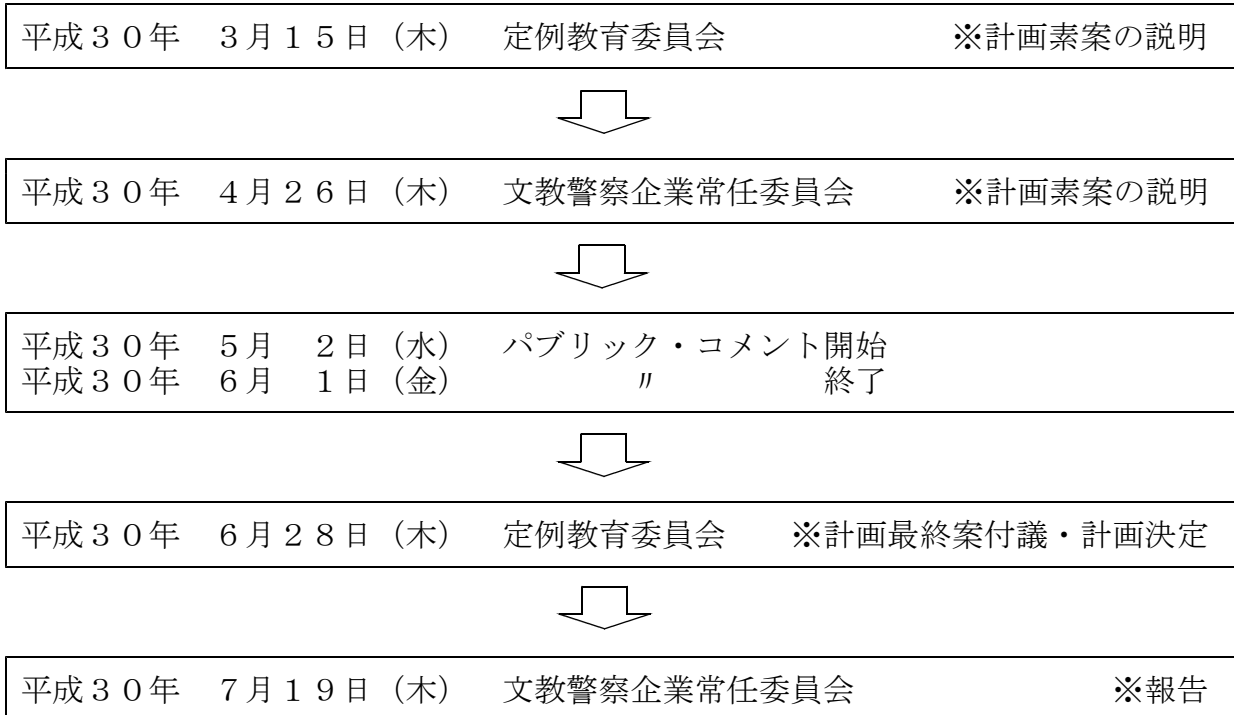 平成３０年　３月１５日（木）　定例教育委員会　※計画素案の説明
平成３０年　４月２６日（木）　文教警察企業常任委員会　※計画素案の説明
平成３０年　５月　２日（水）　パブリック・コメント開始
平成３０年　６月　１日（金）　〃　終了
平成３０年　６月２８日（木）　定例教育委員会　※計画最終案付議・計画決定
平成３０年　７月１９日（木）　文教警察企業常任委員会　※報告